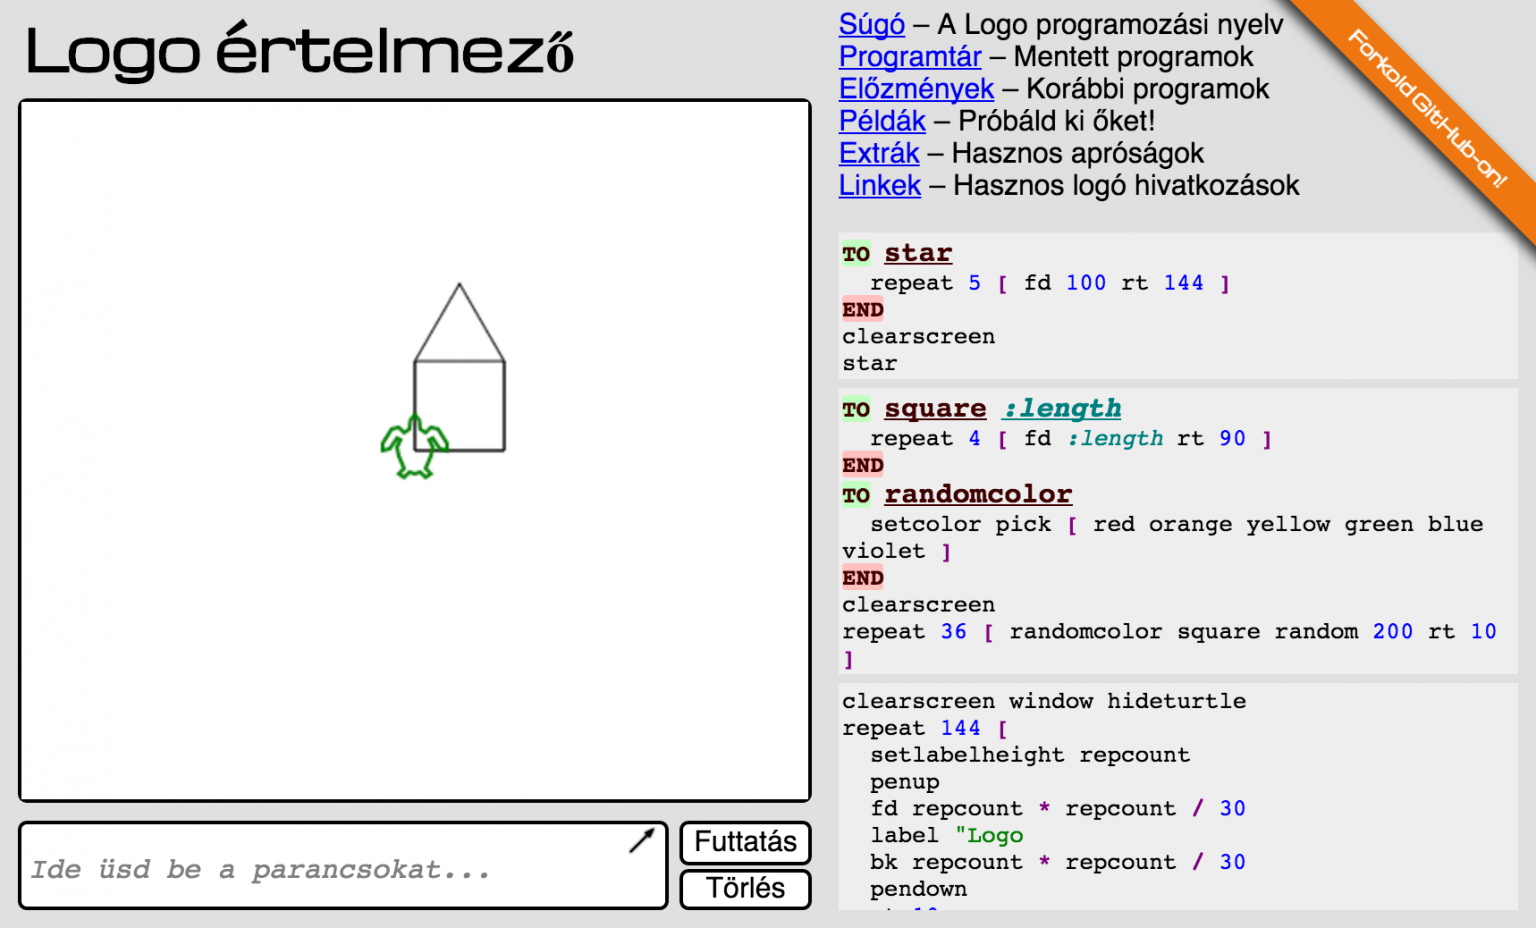 Logo értelmező
Súgó – A Logo programozási nyelv
Programtár – Mentett programok
Előzmények – Korábbi programok
Példák – Próbáld ki őket!
Extrák – Hasznos apróságok
Linkek – Hasznos logó hivatkozások
Forkold GitHub-on!
TO star
repeat 5 [ fd 100 rt 144 ]
END
clearscreen
star
TO square :length
repeat 4 [ fd :length rt 90 ]
END
TO randomcolor
setcolor pick [ red orange yellow green blue
violet ]
END
clearscreen
repeat 36 [ randomcolor square random 200 rt 10
]
clearscreen window hideturtle
repeat 144 [
setlabelheight repcount
penup
fd repcount * repcount / 30
label "Logo
bk repcount * repcount / 30
pendown
Ide üsd be a parancsokat...
Futtatás
Törlés